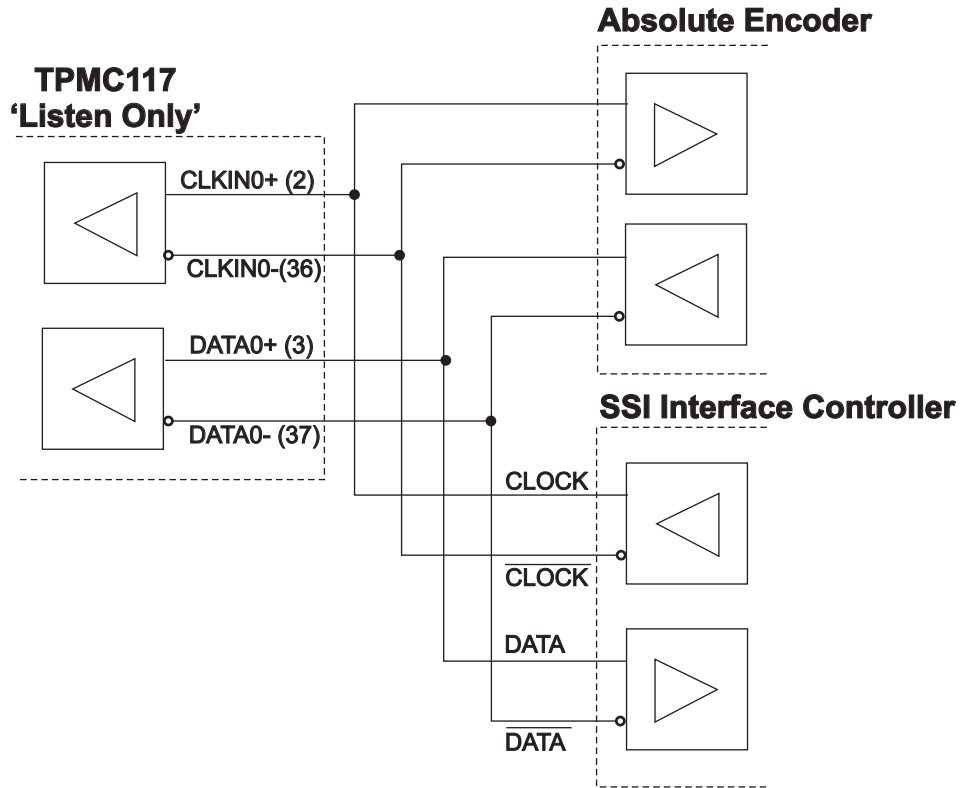 Absolute Encoder
TPMC117
‘Listen Only’
CLKIN0+ (2)
CLKIN0-(36)
DATA0+ (3)
DATA0- (37)
SSI Interface Controller
CLOCK
CLOCK
DATA
DATA